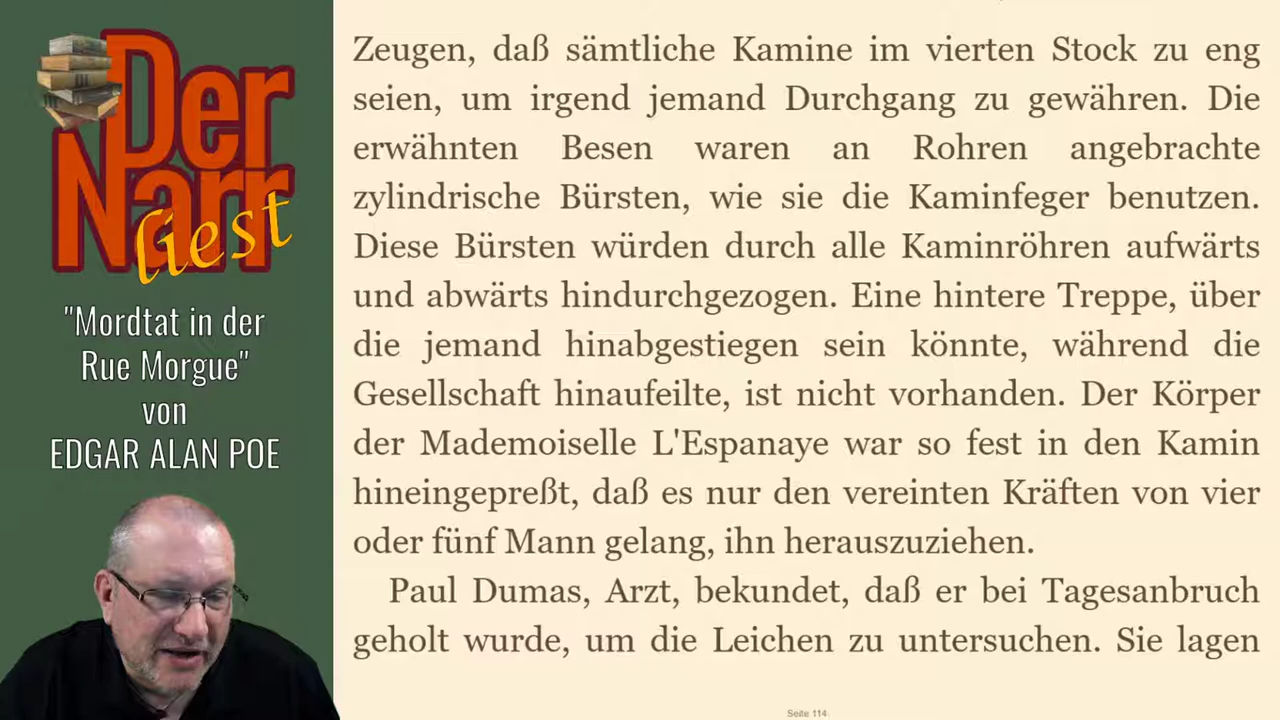 Der
Narr
liest
"Mordtat in der
Rue Morgue"
von
EDGAR ALAN POE
Zeugen, daß sämtliche Kamine im vierten Stock zu eng
seien, um irgend jemand Durchgang zu gewähren. Die
erwähnten Besen waren an Rohren angebrachte
zylindrische Bürsten, wie sie die Kaminfeger benutzen.
Diese Bürsten würden durch alle Kaminröhren aufwärts
und abwärts hindurchgezogen. Eine hintere Treppe, über
die jemand hinabgestiegen sein könnte, während die
Gesellschaft hinaufeilte, ist nicht vorhanden. Der Körper
der Mademoiselle L'Espanaye war so fest in den Kamin
hineingepreßt, daß es nur den vereinten Kräften von vier
oder fünf Mann gelang, ihn herauszuziehen.
Paul Dumas, Arzt, bekundet, daß er bei Tagesanbruch
geholt wurde, um die Leichen zu untersuchen. Sie lagen
Seite 114